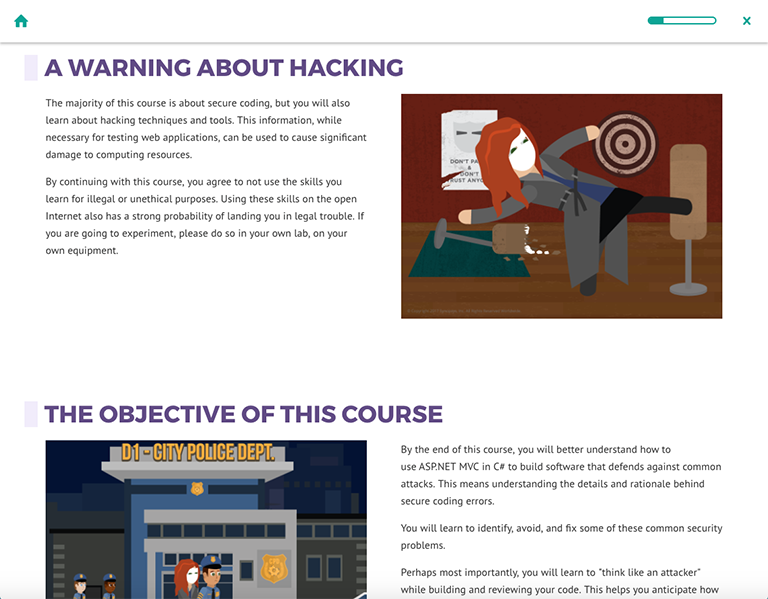 A WARNING ABOUT HACKING
The majority of this course is about secure coding, but you will also
learn about hacking techniques and tools. This information, while
necessary for testing web applications, can be used to cause significant
damage to computing resources.
By continuing with this course, you agree to not use the skills you
learn for illegal or unethical purposes. Using these skills on the open
Internet also has a strong probability of landing you in legal trouble. If
you are going to experiment, please do so in your own lab, on your
own equipment.
DON'T PA
&
DON'T
TRUST ANYO
THE OBJECTIVE OF THIS COURSE
D1 - CITY POLICE DEPT.
CPD
By the end of this course, you will better understand how to
use ASP.NET MVC in C# to build software that defends against common
attacks. This means understanding the details and rationale behind
secure coding errors.
You will learn to identify, avoid, and fix some of these common security
problems.
Perhaps most importantly, you will learn to "think like an attacker"
while building and reviewing your code. This helps you anticipate how